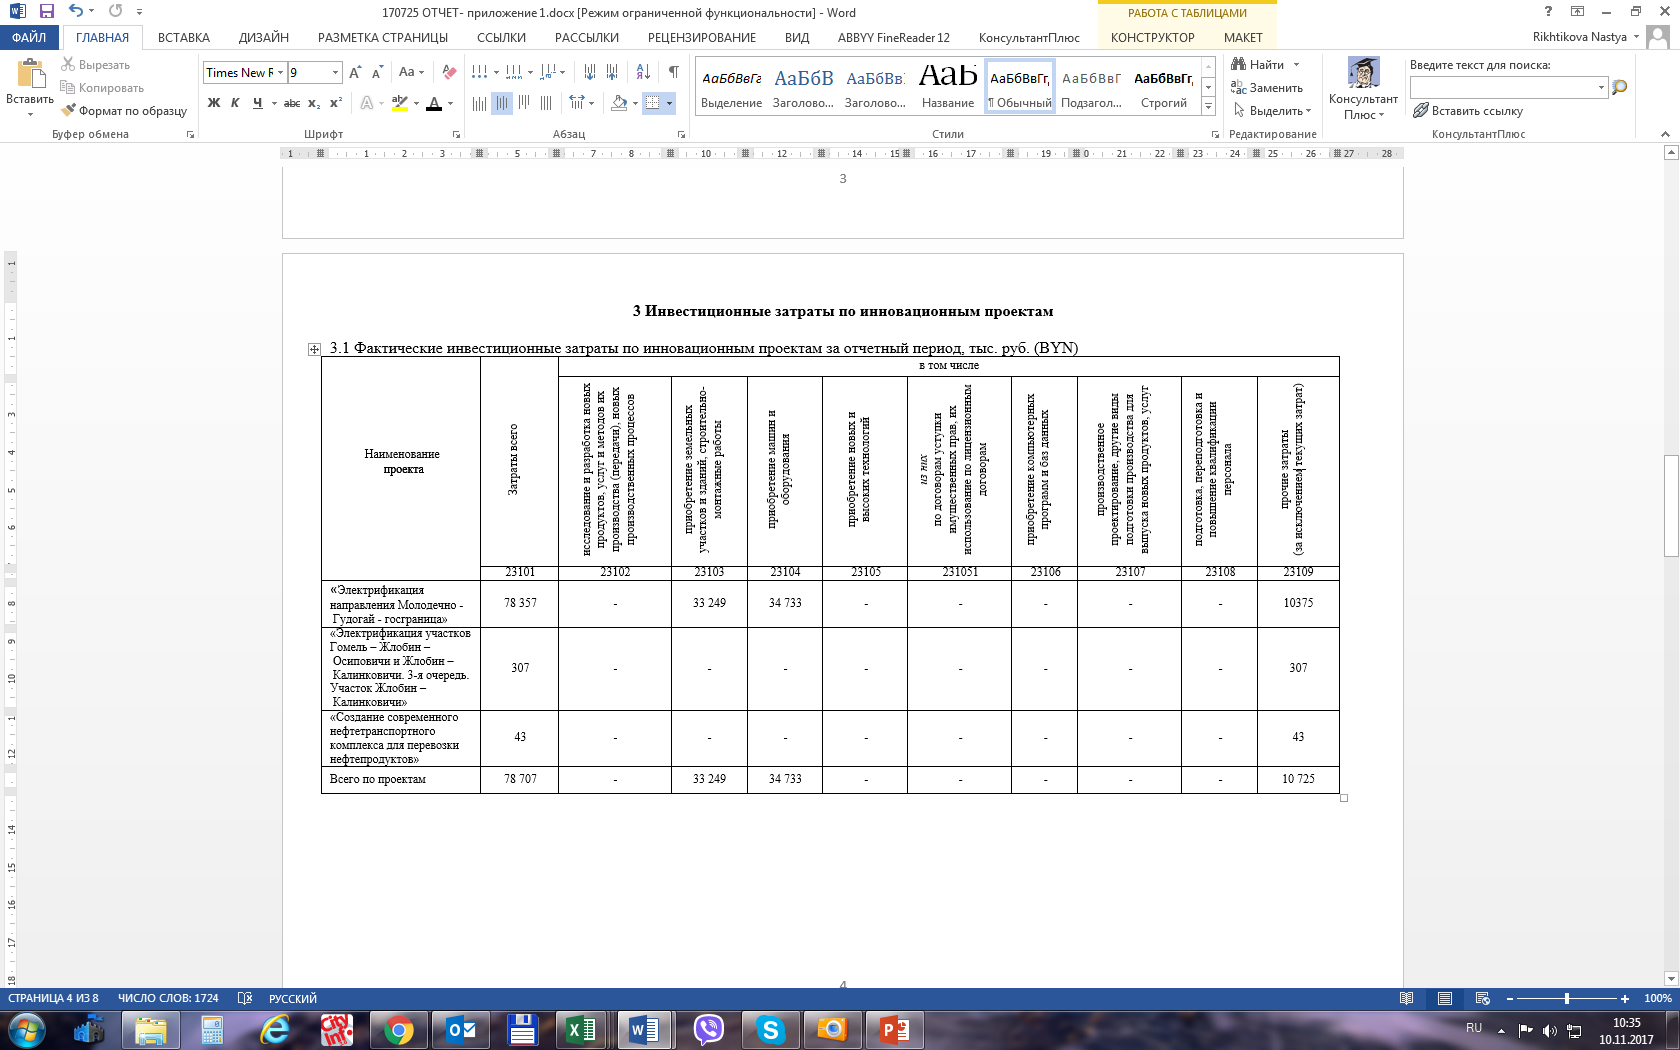 170725 ОТЧЕТ- приложение 1.docx [Режим ограниченной функциональности] - Word
РАБОТА С ТАБЛИЦАМИ
ФАЙЛ ГЛАВНАЯ ВСТАВКА ДИЗАЙН РАЗМЕТКА СТРАНИЦЫ ССЫЛКИ РАССЫЛКИ РЕЦЕНЗИРОВАНИЕ ВИД ABBYY FineReader 12 КонсультантПлюс КОНСТРУКТОР МАКЕТ
Rikhtikova Nastya
Вставить
Вырезать
Копировать
Формат по образцу
Буфер обмена
Times New R 9
Шрифт
Абзац
АаБбВвГг АаБбВ АаБбВв АаБ АаБбВвГг, АаБбВвГ АаБбВвГг,
Выделение Заголово... Заголово... Название ¶ Обычный Подзагол... Строгий
Стили
Найти
Заменить
Выделить
Редактирование
Консультант
Плюс
Введите текст для поиска:
Вставить ссылку
КонсультантПлюс
3
3 Инвестиционные затраты по инновационным проектам
3.1 Фактические инвестиционные затраты по инновационным проектам за отчетный период, тыс. руб. (BYN)
Наименование
проекта
Затраты всего
в том числе
исследование и разработка новых
продуктов, услуг и методов их
производства (передачи), новых
производственных процессов
приобретение земельных
участков и зданий, строительно-
монтажные работы
приобретение машин и
оборудования
приобретение новых и
высоких технологий
из них
по договорам уступки
имущественных прав, их
использование по лицензионным
договорам
приобретение компьютерных
программ и баз данных
производственное
проектирование, другие виды
подготовки производства для
выпуска новых продуктов, услуг
подготовка, переподготовка и
повышение квалификации
персонала
прочие затраты
(за исключением текущих затрат)
23101 23102 23103 23104 23105 231051 23106 23107 23108 23109
«Электрификация
направления Молодечно -
Гудогай - госграница»
78 357 - 33 249 34 733 - - - - - 10375
«Электрификация участков
Гомель – Жлобин –
Осиповичи и Жлобин –
Калинковичи. 3-я очередь.
Участок Жлобин –
Калинковичи»
307 - - - - - - - - 307
«Создание современного
нефтетранспортного
комплекса для перевозки
нефтепродуктов»
43 - - - - - - - - 43
Всего по проектам 78 707 - 33 249 34 733 - - - - - 10 725
4
СТРАНИЦА 4 ИЗ 8 ЧИСЛО СЛОВ: 1724 РУССКИЙ 100%
RU
10:35
10.11.2017